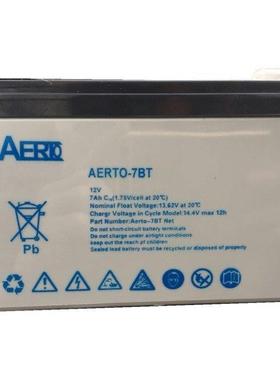 AERTO
AERTO-7BT
12V
7Ah C₁₀(1.75V/cell at 20℃)
Nominal Float Voltage:13.62V at 20℃
Chargr Voltage in Cycle Model:14.4V max 12h
Part Number:Aerto-7BT Net
Do not short-circuit battery terminals
Do not charge under airtight conditions
keep out the reach pf children
Sealed lead battery must be recycled or disposed of properly
Pb